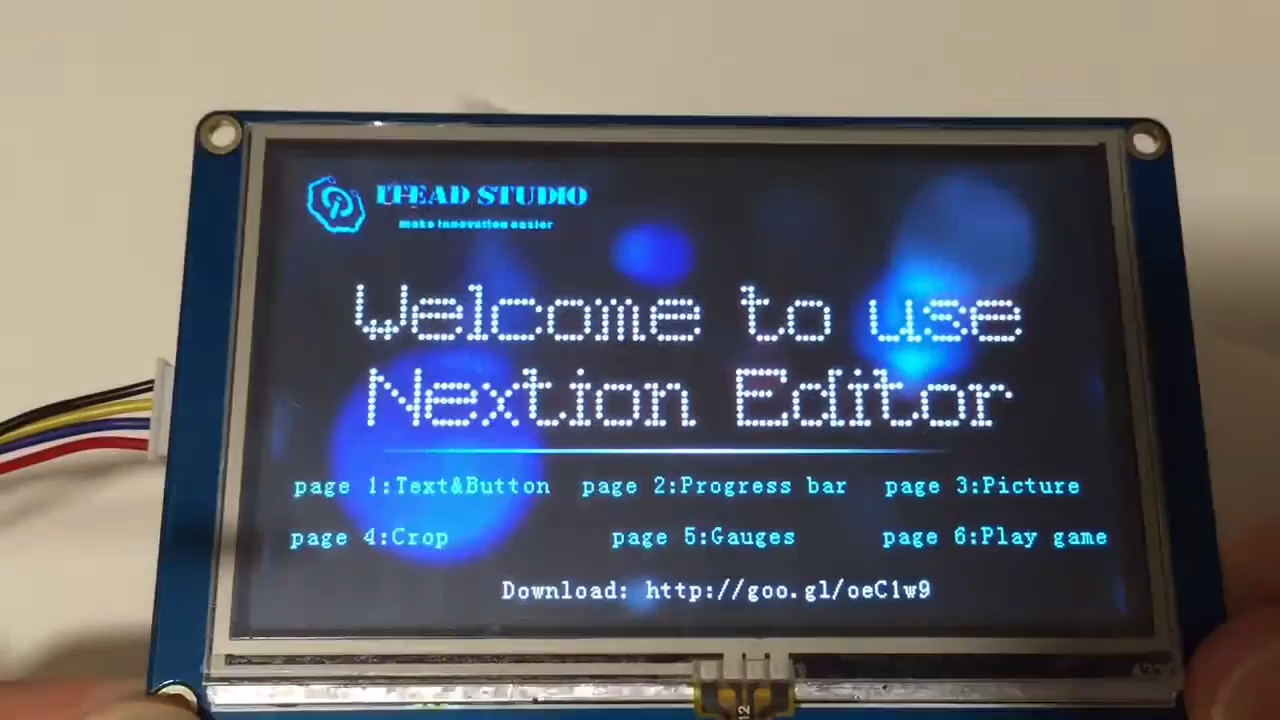 ITEAD STUDIO
make innovation easier
Welcome to use
Nextion Editor
page 1:Text&Button page 2:Progress bar page 3:Picture
page 4:Crop page 5:Gauges page 6:Play game
Download: http://goo.gl/oeC1w9